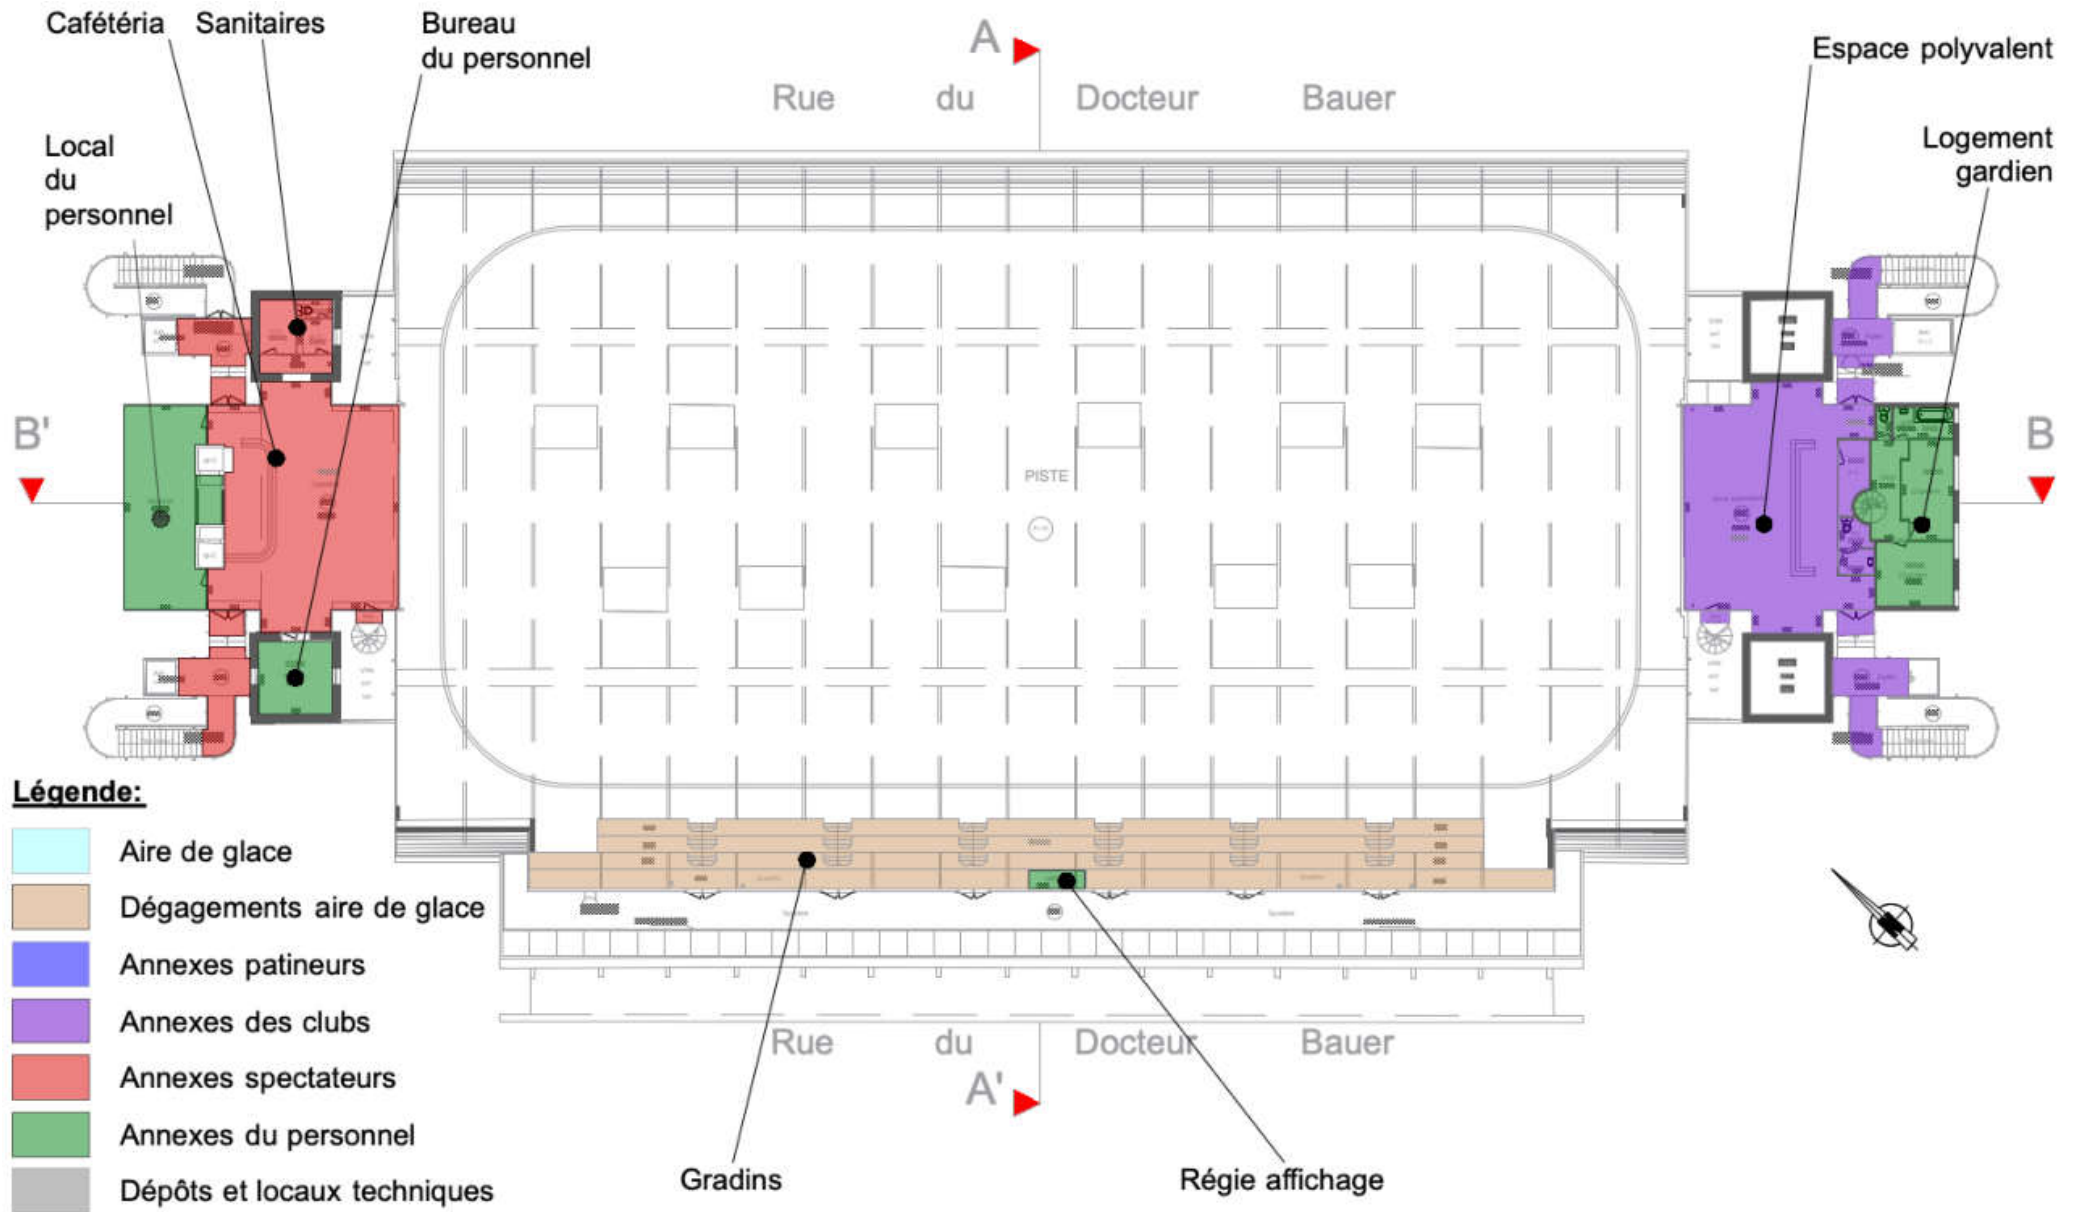 Cafétéria
Sanitaires
Bureau
du personnel
A
Espace polyvalent
Rue du Docteur Bauer
Logement
gardien
Local
du
personnel
B'
B
PISTE
Légende:
Aire de glace
Dégagements aire de glace
Annexes patineurs
Annexes des clubs
Annexes spectateurs
Annexes du personnel
Dépôts et locaux techniques
Rue du Docteur Bauer
A'
Gradins
Régie affichage